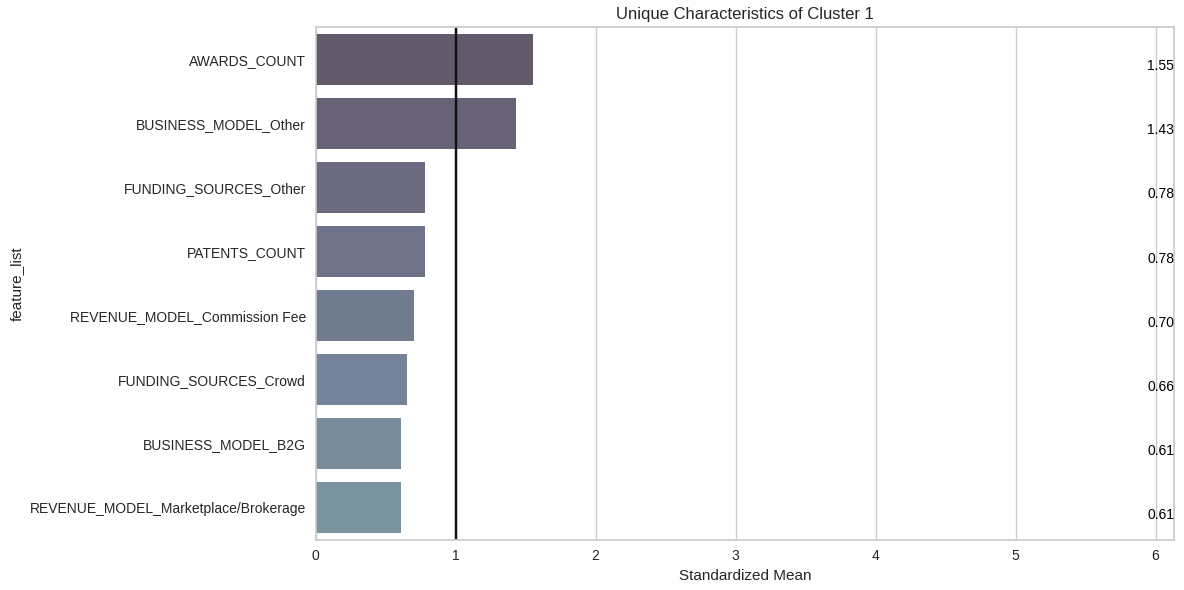 Unique Characteristics of Cluster 1
feature_list
AWARDS_COUNT
1.55
BUSINESS_MODEL_Other
1.43
FUNDING_SOURCES_Other
0.78
PATENTS_COUNT
0.78
REVENUE_MODEL_Commission Fee
0.70
FUNDING_SOURCES_Crowd
0.66
BUSINESS_MODEL_B2G
0.61
REVENUE_MODEL_Marketplace/Brokerage
0.61
0 1 2 3 4 5 6
Standardized Mean